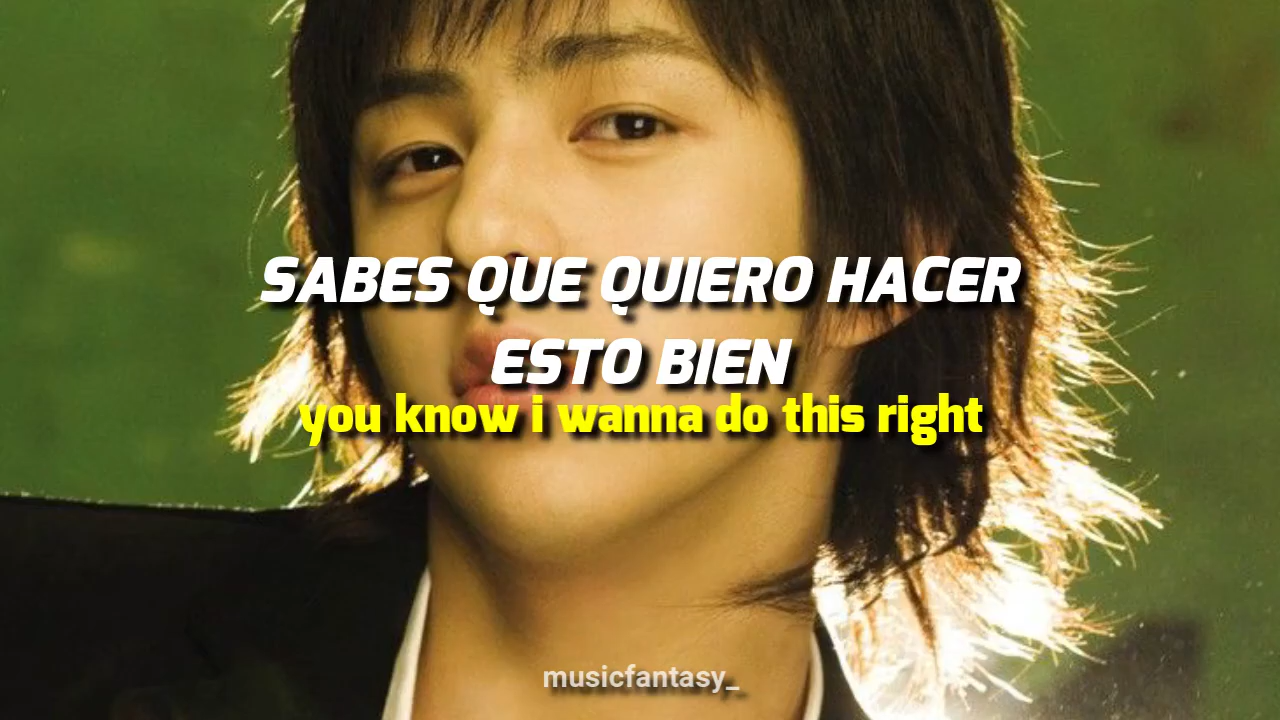 SABES QUE QUIERO HACER
ESTO BIEN
you know i wanna do this right
musicfantasy_